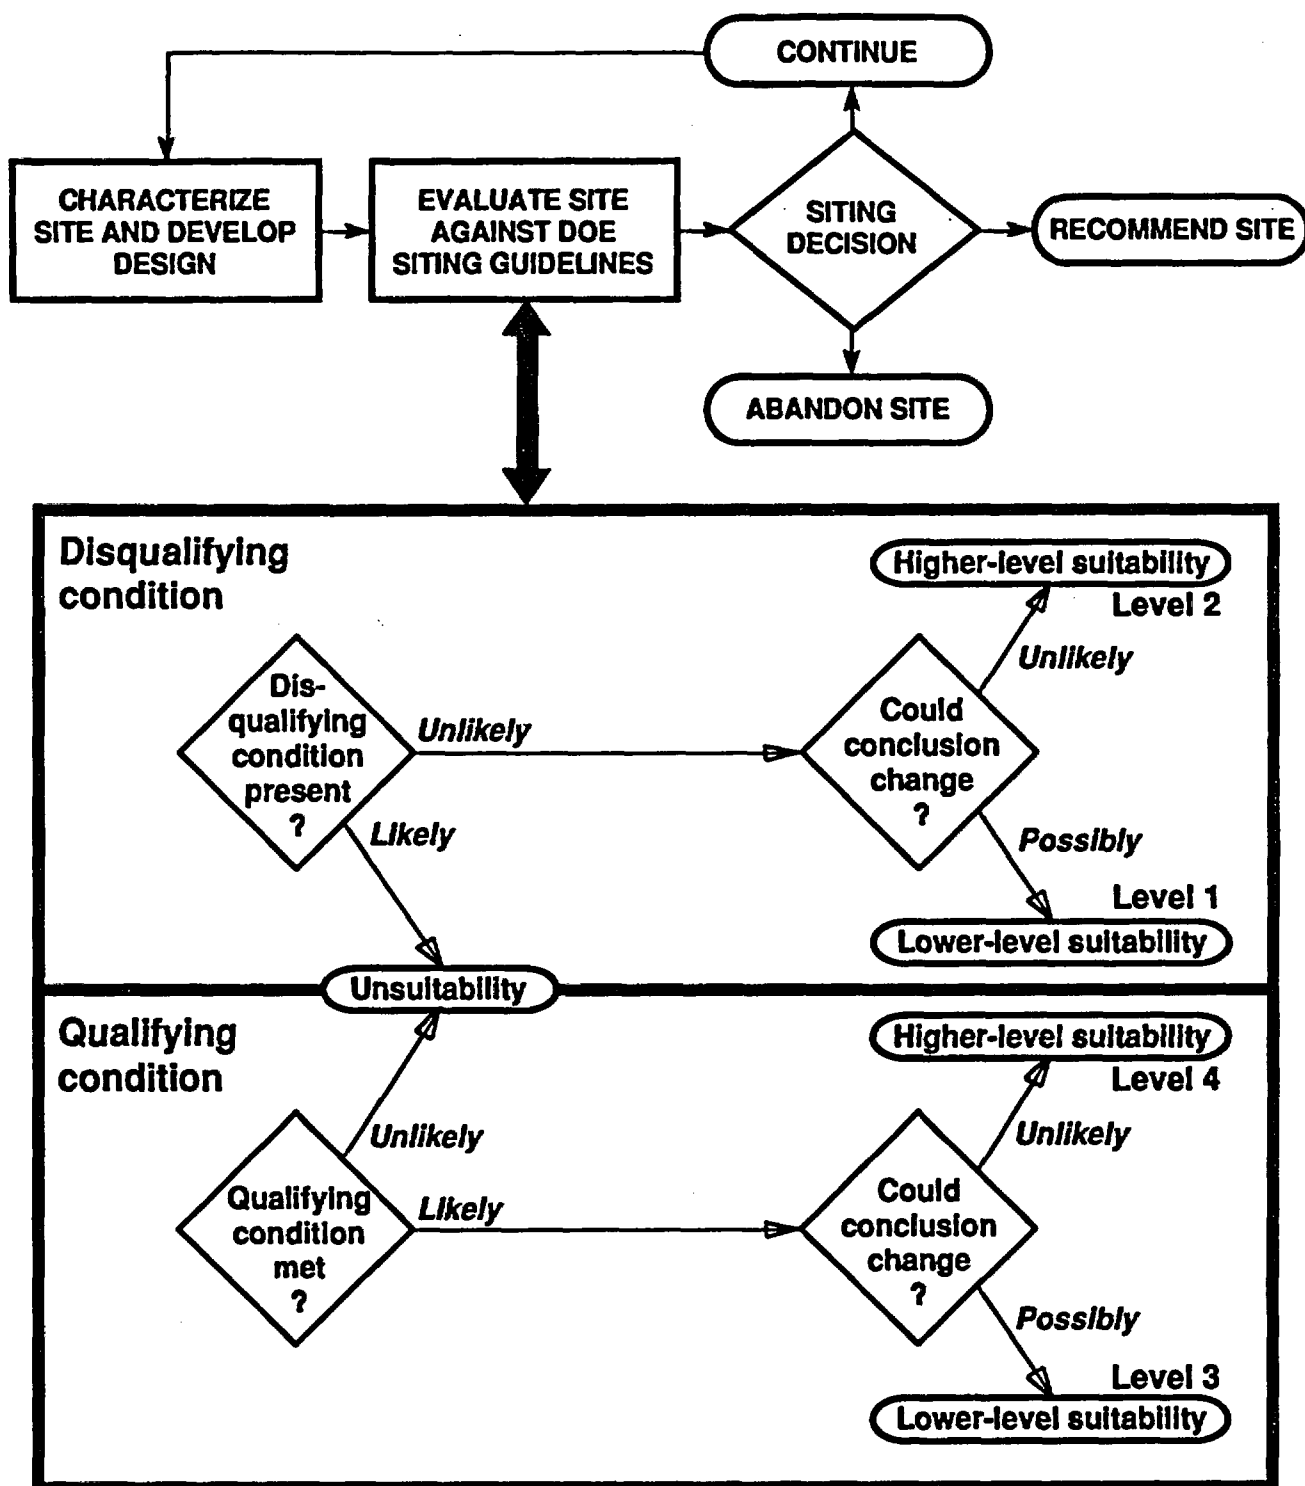 CONTINUE
CHARACTERIZE
SITE AND DEVELOP
DESIGN
EVALUATE SITE
AGAINST DOE
SITING GUIDELINES
SITING
DECISION
RECOMMEND SITE
ABANDON SITE
Disqualifying
condition
Higher-level suitability
Level 2
Unlikely
Dis-
qualifying
condition
present
?
Unlikely
Likely
Could
conclusion
change
?
Possibly
Level 1
Lower-level suitability
Unsuitability
Qualifying
condition
Higher-level suitability
Level 4
Unlikely
Unlikely
Qualifying
condition
met
?
Likely
Could
conclusion
change
?
Possibly
Level 3
Lower-level suitability